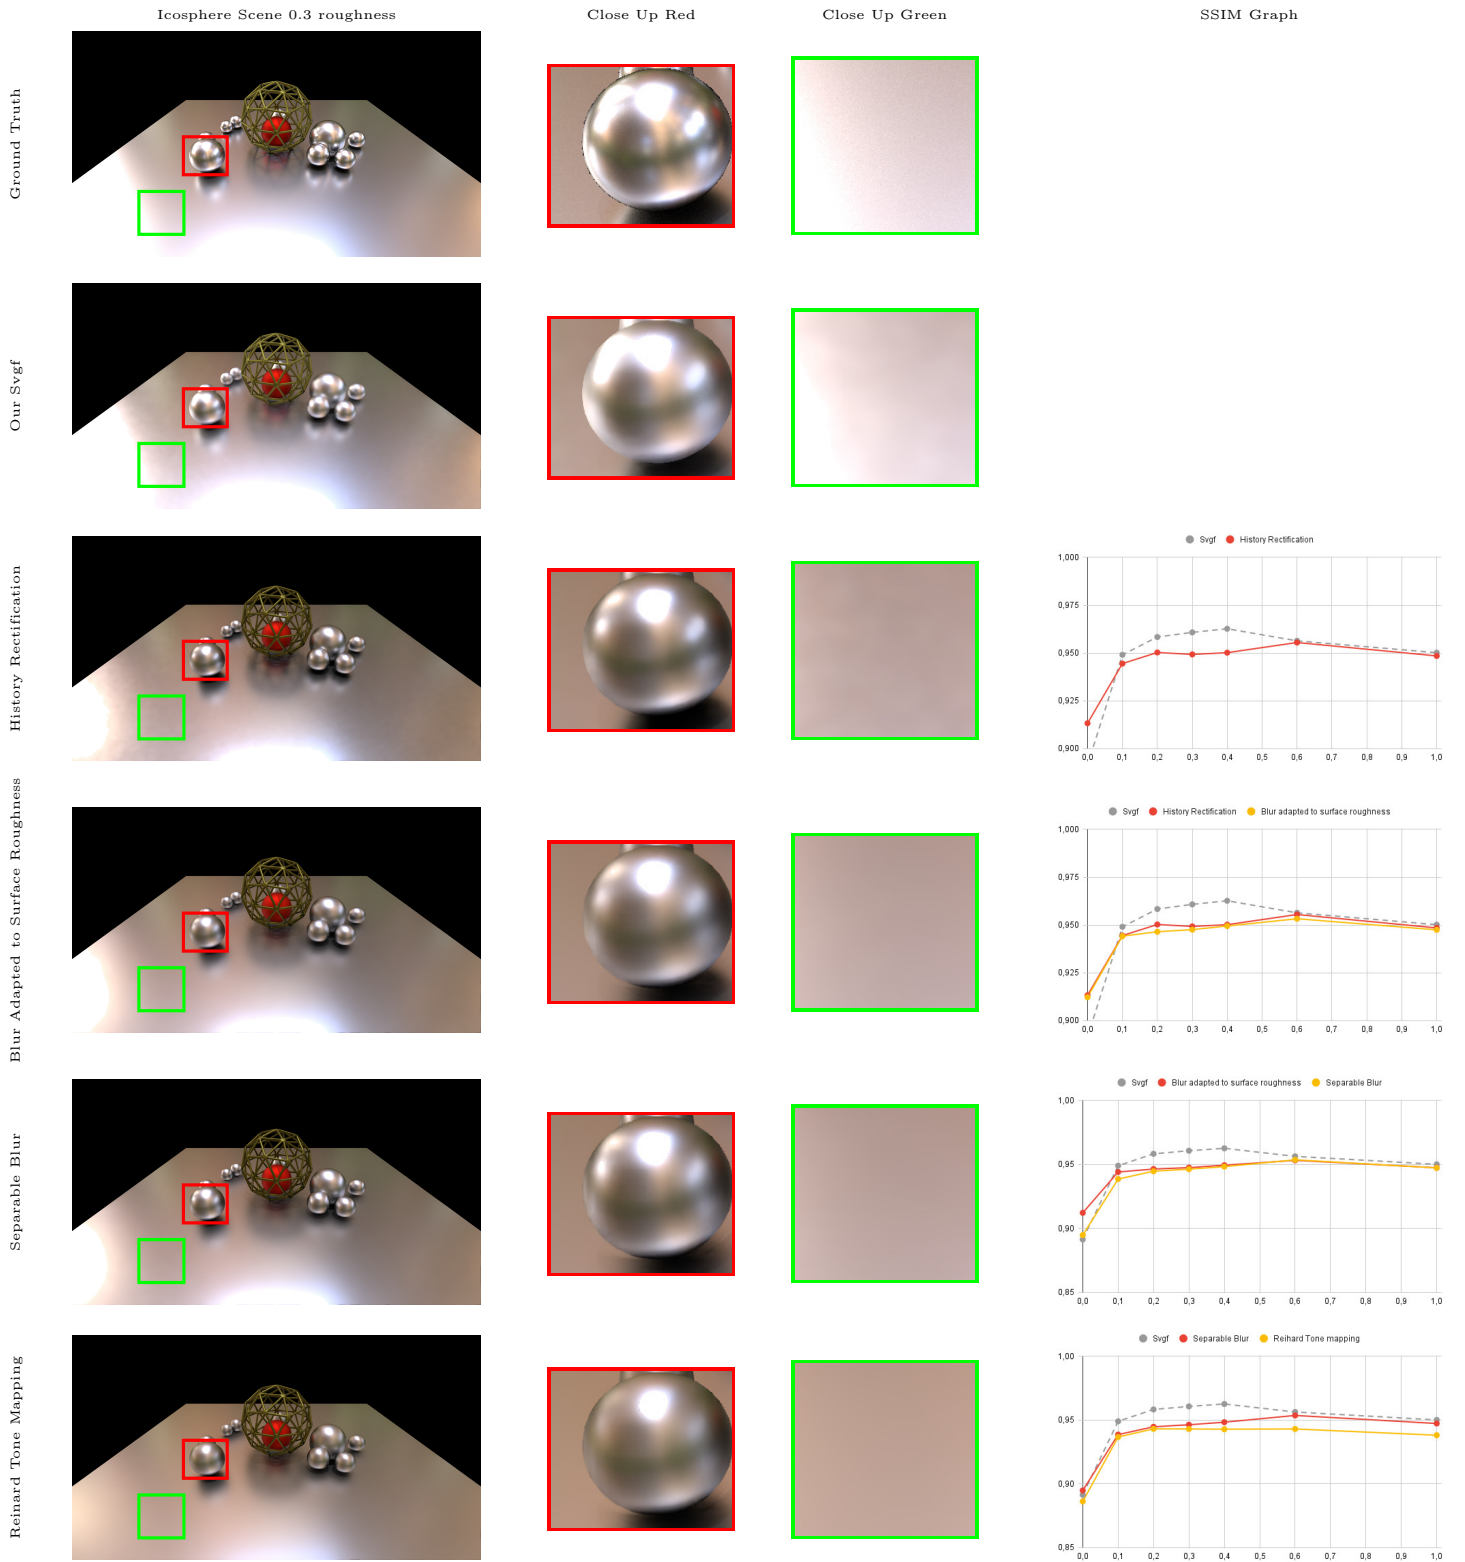 Icosphere Scene 0.3 roughness Close Up Red Close Up Green SSIM Graph
Ground Truth
Our Svgf
History Rectification
Svgf History Rectification
1,000
0,975
0,950
0,925
0,900
0,0 0,1 0,2 0,3 0,4 0,5 0,6 0,7 0,8 0,9 1,0
Blur Adapted to Surface Roughness
Svgf History Rectification Blur adapted to surface roughness
1,000
0,975
0,950
0,925
0,900
0,0 0,1 0,2 0,3 0,4 0,5 0,6 0,7 0,8 0,9 1,0
Separable Blur
Svgf Blur adapted to surface roughness Separable Blur
1,00
0,95
0,90
0,85
0,0 0,1 0,2 0,3 0,4 0,5 0,6 0,7 0,8 0,9 1,0
Reinard Tone Mapping
Svgf Separable Blur Reihard Tone mapping
1,00
0,95
0,90
0,85
0,0 0,1 0,2 0,3 0,4 0,5 0,6 0,7 0,8 0,9 1,0